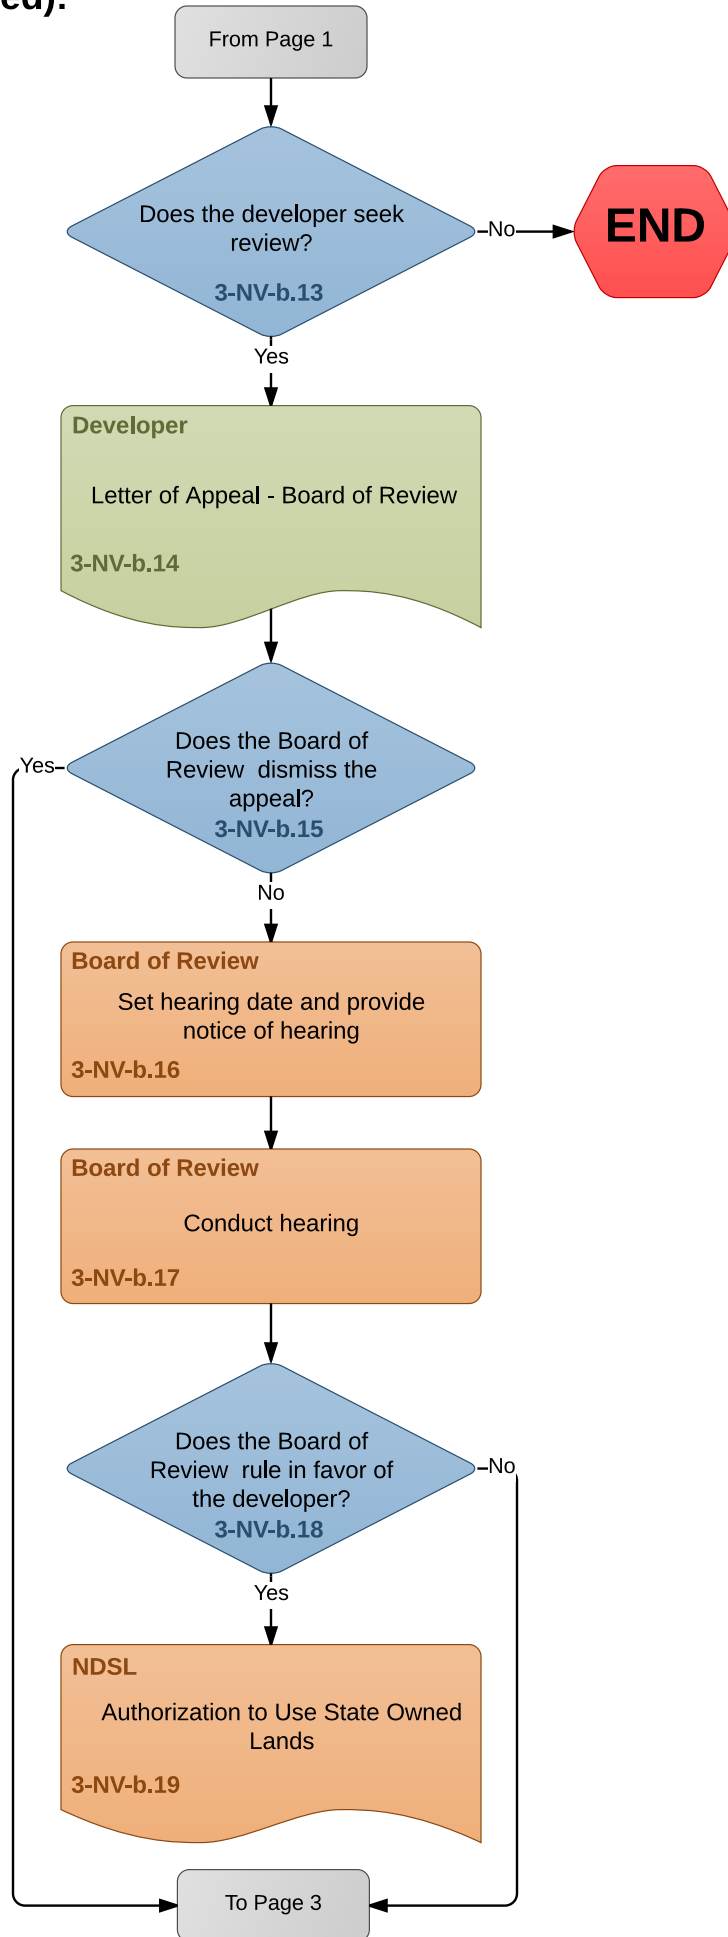 ed).
From Page 1
Does the developer seek
review?
3-NV-b.13
No
END
Yes
Developer
Letter of Appeal - Board of Review
3-NV-b.14
Does the Board of
Review dismiss the
appeal?
3-NV-b.15
Yes
No
Board of Review
Set hearing date and provide
notice of hearing
3-NV-b.16
Board of Review
Conduct hearing
3-NV-b.17
Does the Board of
Review rule in favor of
the developer?
3-NV-b.18
No
Yes
NDSL
Authorization to Use State Owned
Lands
3-NV-b.19
To Page 3